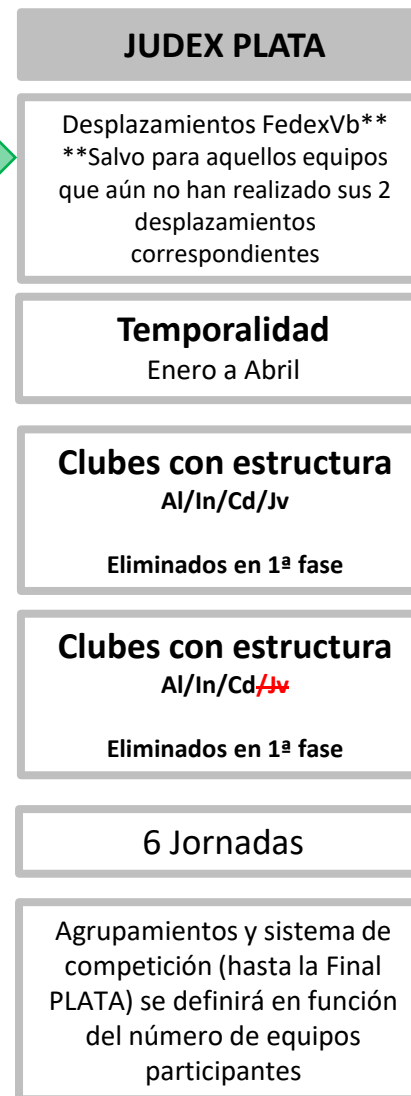 JUDEX PLATA
Desplazamientos FedexVb**
**Salvo para aquellos equipos
que aún no han realizado sus 2
desplazamientos
correspondientes
Temporalidad
Enero a Abril
Clubes con estructura
Al/In/Cd/Jv
Eliminados en 1ª fase
Clubes con estructura
Al/In/Cd/Jv
Eliminados en 1ª fase
6 Jornadas
Agrupamientos y sistema de
competición (hasta la Final
PLATA) se definirá en función
del número de equipos
participantes